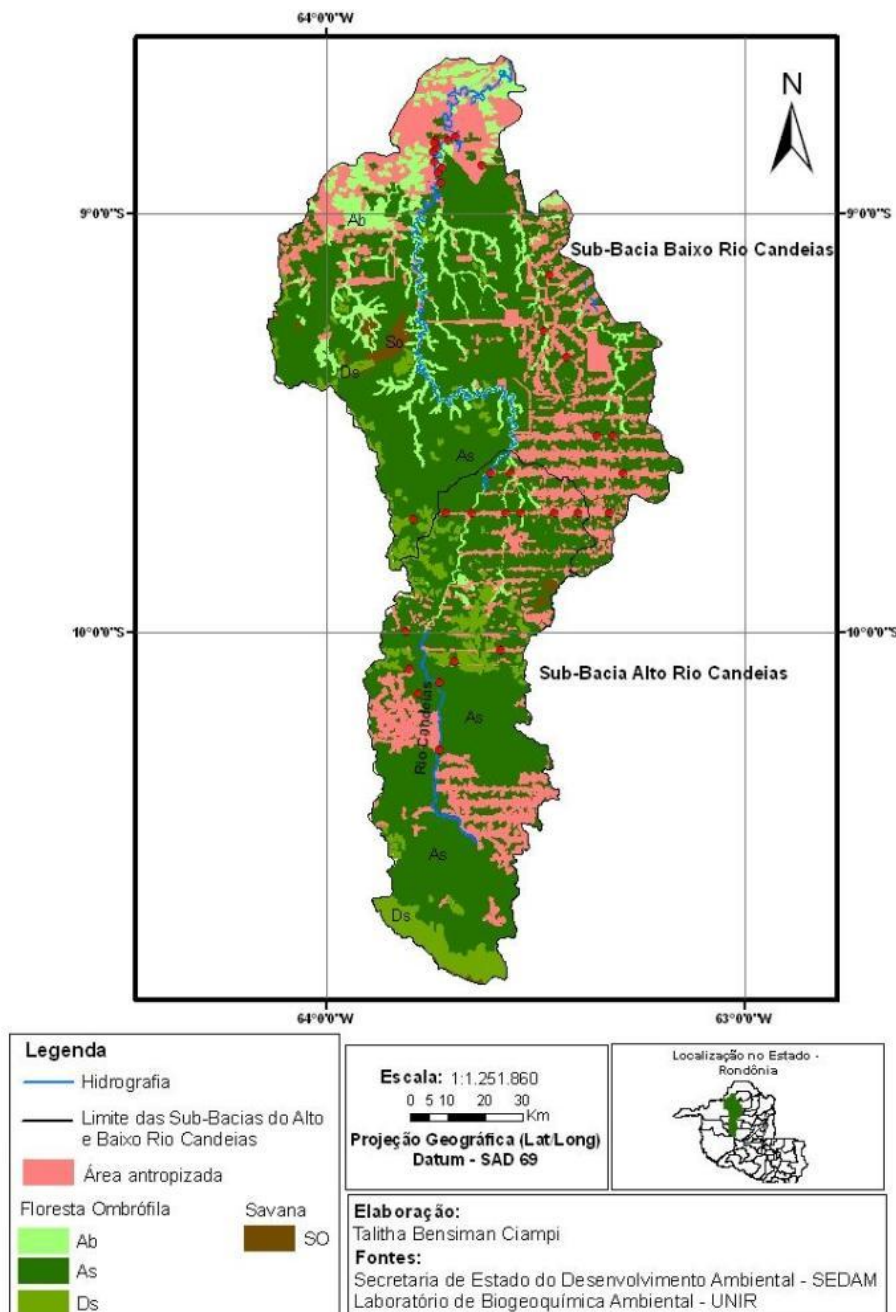 64°0'0"W
N
9°0'0"S
9°0'0"S
Ab
Sub-Bacia Baixo Rio Candeias
So
Ds
As
10°0'0"S
10°0'0"S
Sub-Bacia Alto Rio Candeias
As
Rio Candeias
As
Ds
64°0'0"W
63°0'0"W
Legenda
Hidrografia
Limite das Sub-Bacias do Alto
e Baixo Rio Candeias
Área antropizada
Floresta Ombrófila
Savana
Ab
SO
As
Ds
Escala: 1:1.251.860
0 5 10 20 30
Km
Projeção Geográfica (Lat/Long)
Datum - SAD 69
Localização no Estado -
Rondônia
Elaboração:
Talitha Bensiman Ciampi
Fontes:
Secretaria de Estado do Desenvolvimento Ambiental - SEDAM
Laboratório de Biogeoquímica Ambiental - UNIR